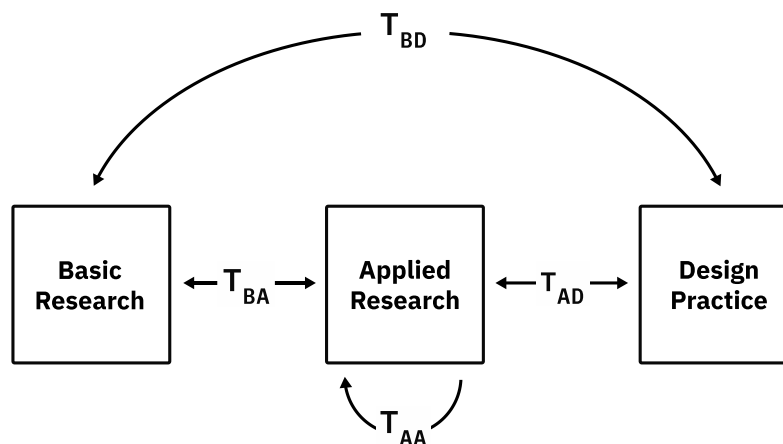 T_BD
Basic
Research
T_BA
Applied
Research
T_AD
Design
Practice
T_AA